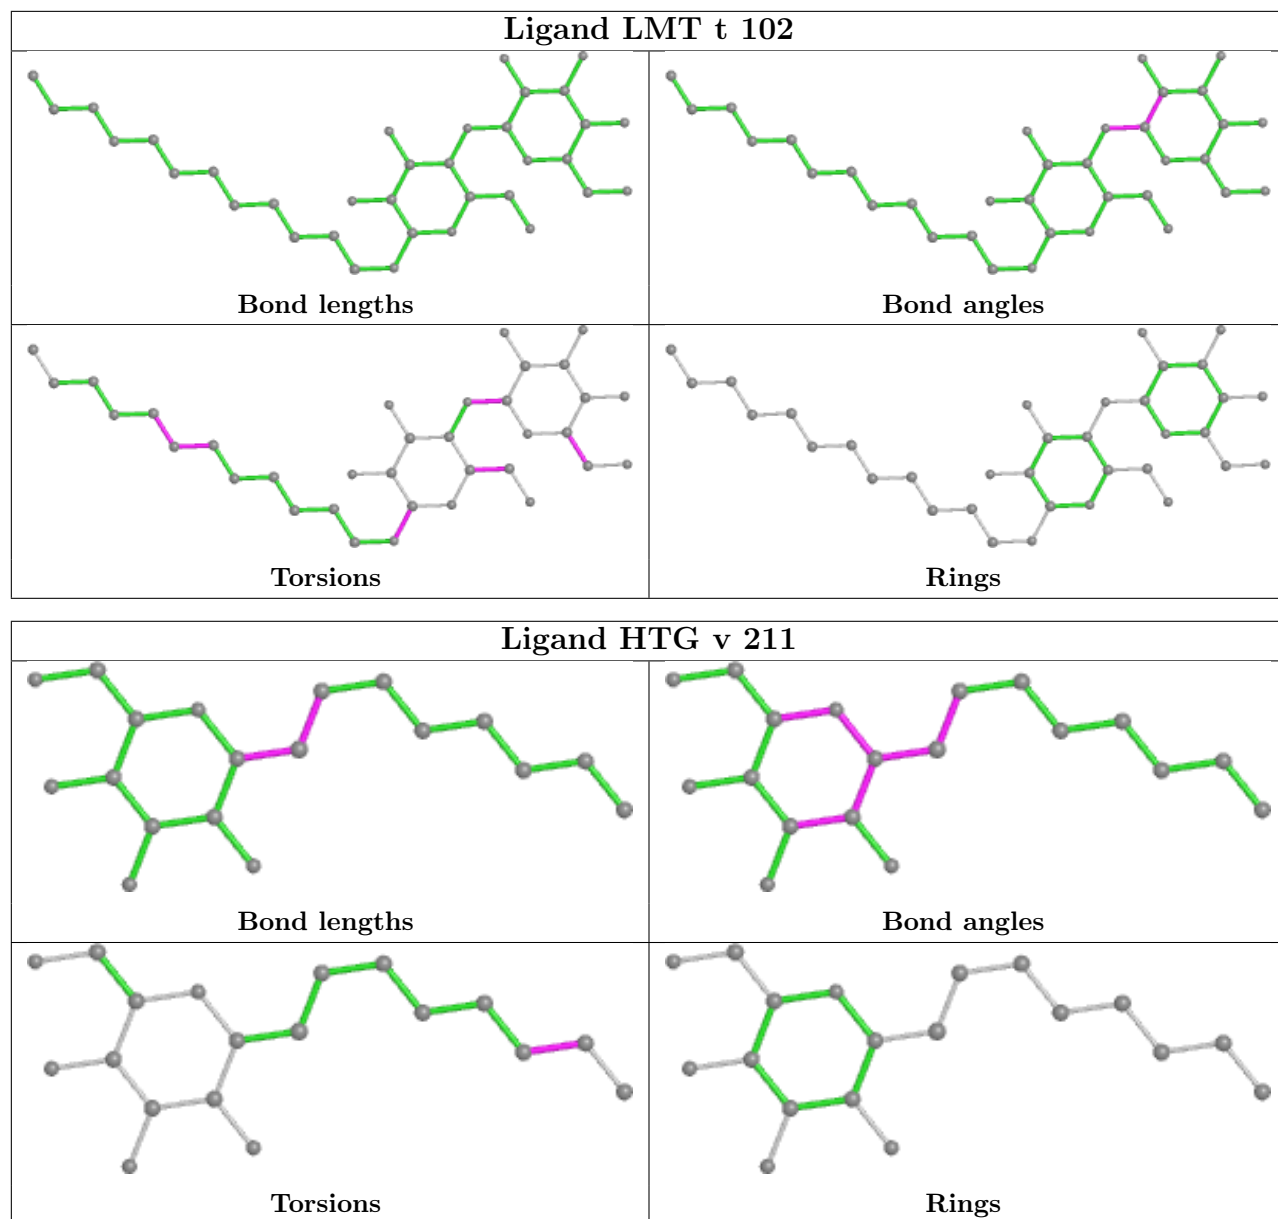 Ligand LMT t 102
Bond lengths
Bond angles
Torsions
Rings
Ligand HTG v 211
Bond lengths
Bond angles
Torsions
Rings